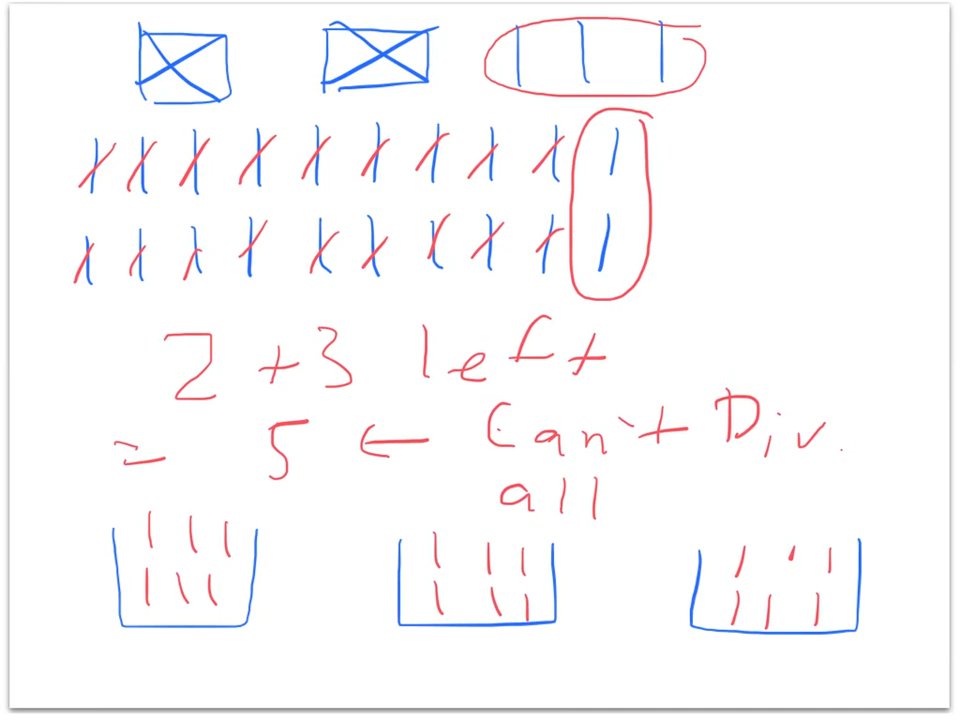 2 + 3 left
= 5 ← Can't Div.
all